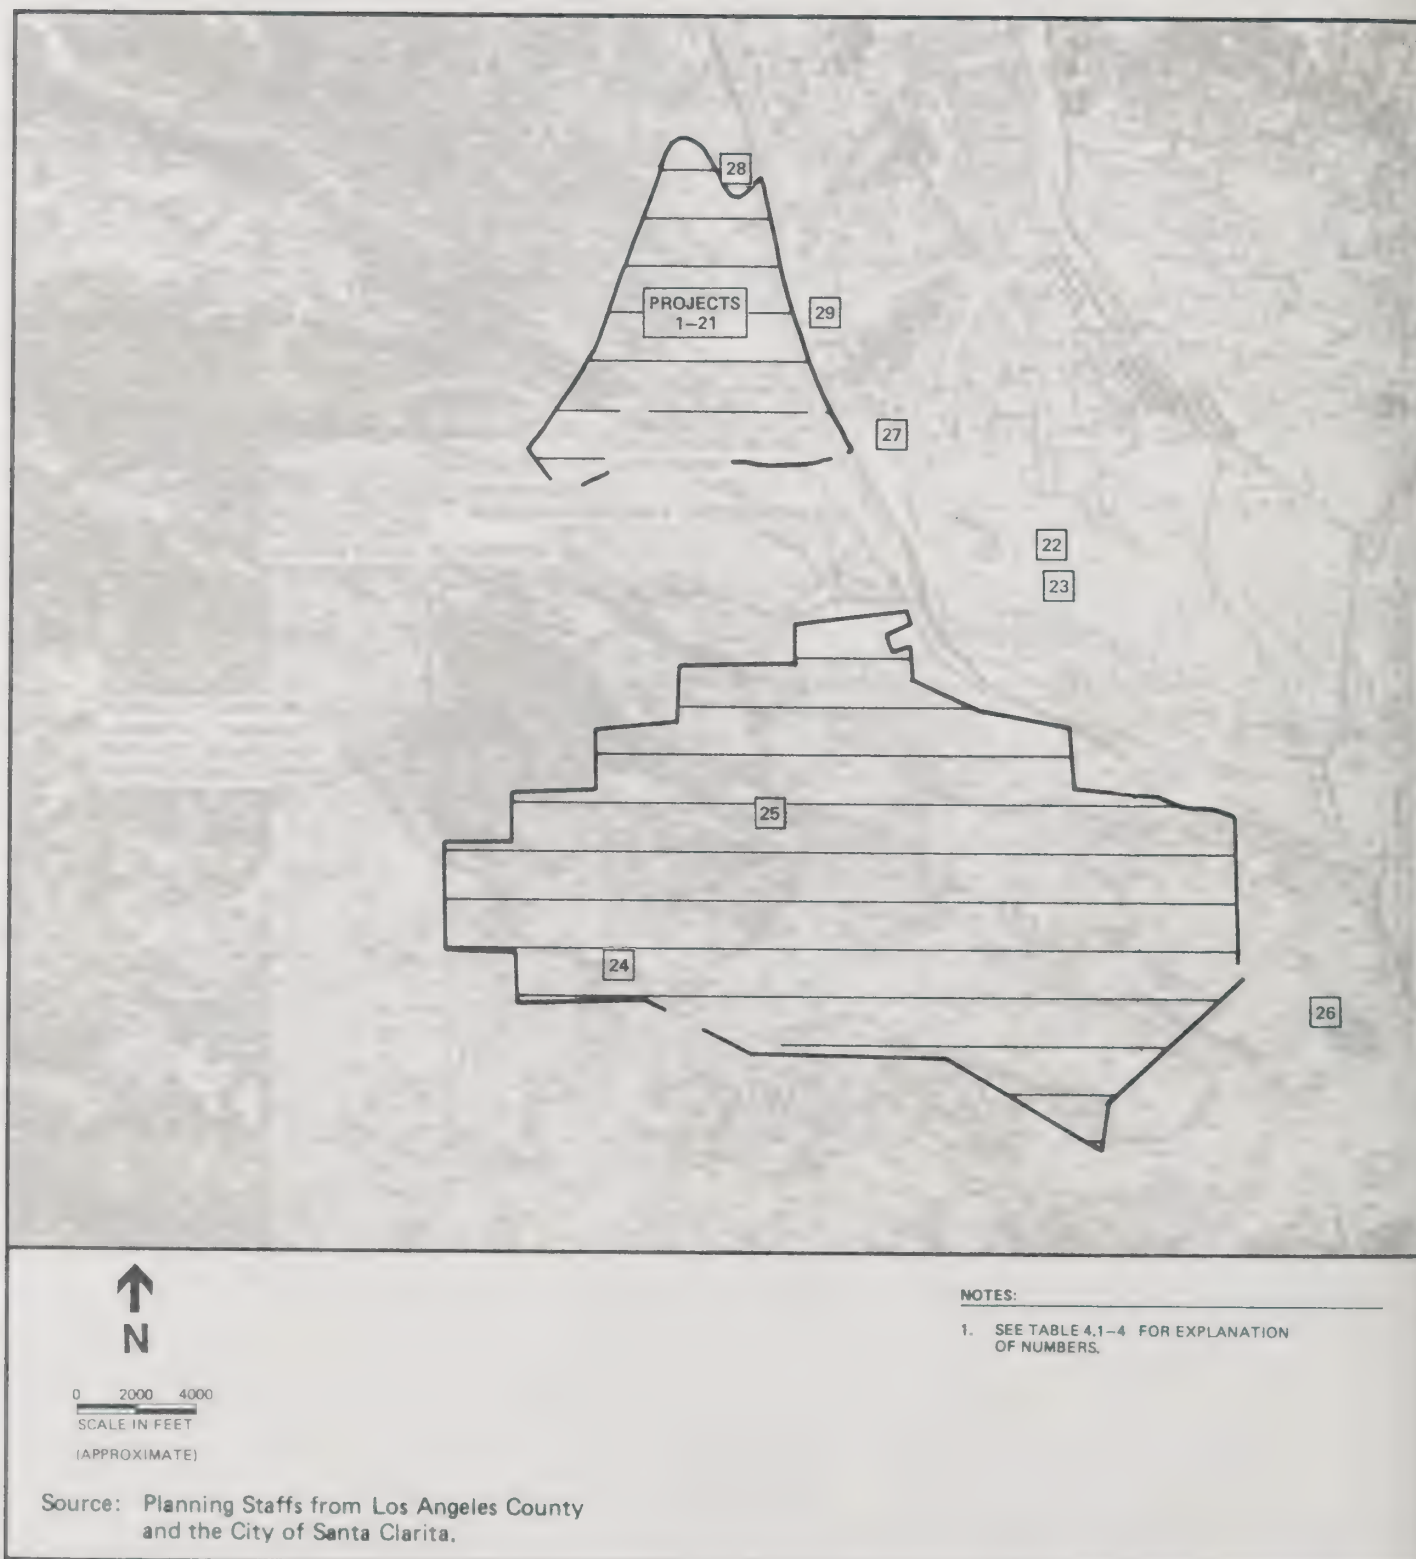 28
PROJECTS
1–21
29
27
22
23
25
24
26
N
0 2000 4000
SCALE IN FEET
(APPROXIMATE)
NOTES:
1. SEE TABLE 4.1–4 FOR EXPLANATION
OF NUMBERS.
Source: Planning Staffs from Los Angeles County
and the City of Santa Clarita.